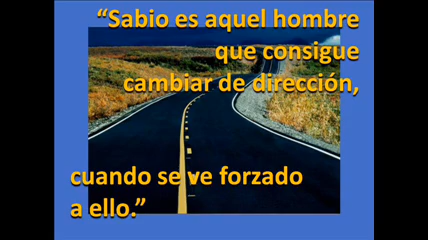 “Sabio es aquel hombre
que consigue
cambiar de dirección,
cuando se ve forzado
a ello.”